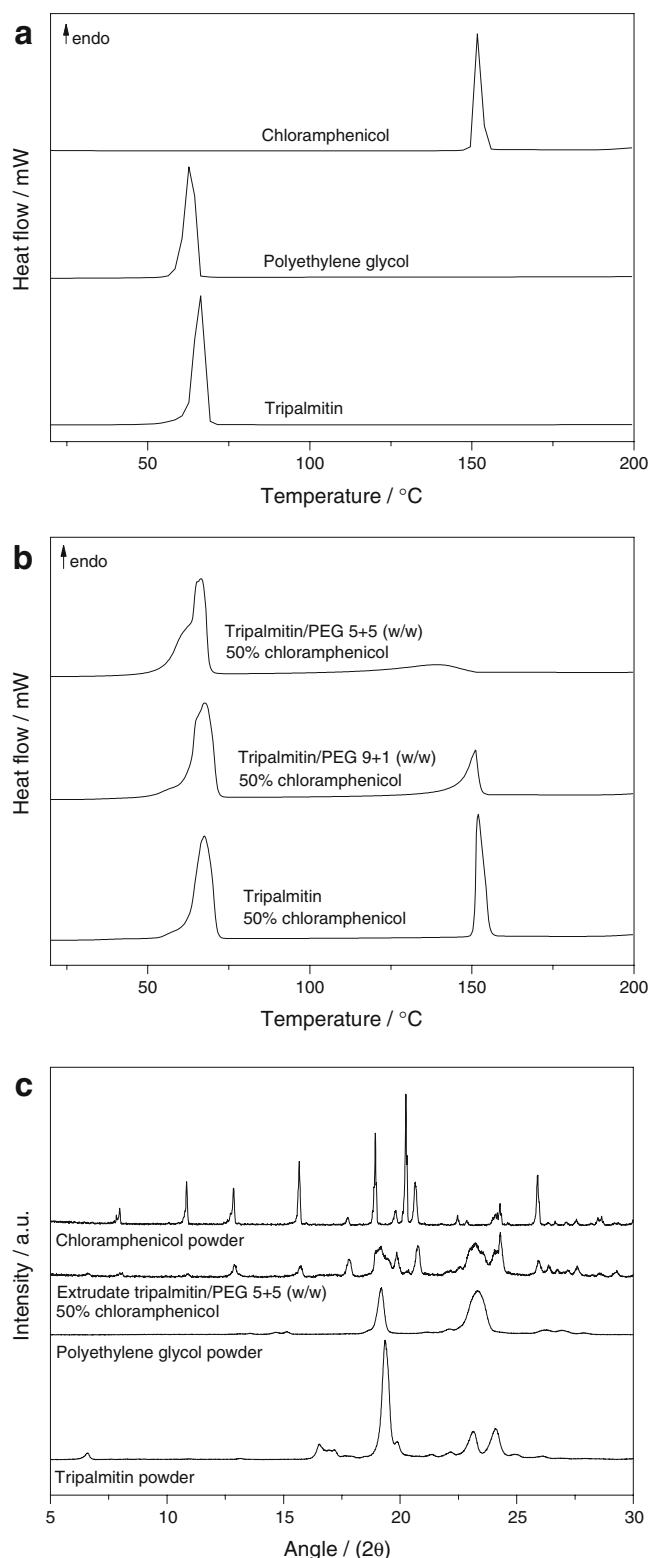 a
endo
Chloramphenicol
Polyethylene glycol
Tripalmitin
Heat flow / mW
50 100 150 200
Temperature / °C
b
endo
Tripalmitin/PEG 5+5 (w/w)
50% chloramphenicol
Tripalmitin/PEG 9+1 (w/w)
50% chloramphenicol
Tripalmitin
50% chloramphenicol
Heat flow / mW
50 100 150 200
Temperature / °C
c
Chloramphenicol powder
Extrudate tripalmitin/PEG 5+5 (w/w)
50% chloramphenicol
Polyethylene glycol powder
Tripalmitin powder
Intensity / a.u.
5 10 15 20 25 30
Angle / (2θ)